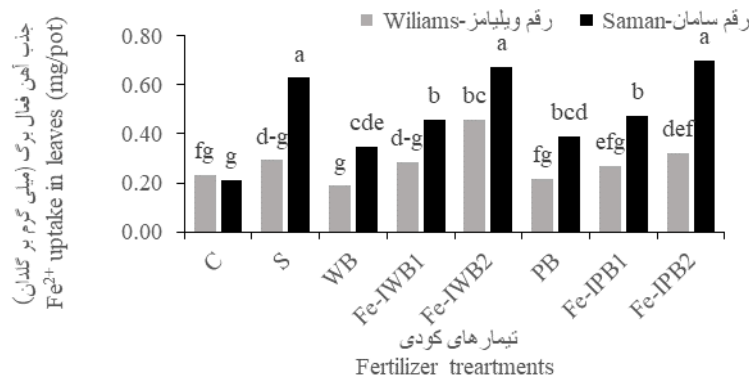 رقم ویلیامز-Wiliams رقم سامان-Saman
جذب آهن فعال برگ (میلی گرم بر گلدان)
Fe²⁺ uptake in leaves (mg/pot)
0.80
0.60
0.40
0.20
0.00
fg g d-g a g cde d-g b bc a fg bcd efg b def a
C S WB Fe-IWB1 Fe-IWB2 PB Fe-IPB1 Fe-IPB2
تیمارهای کودی
Fertilizer treartments